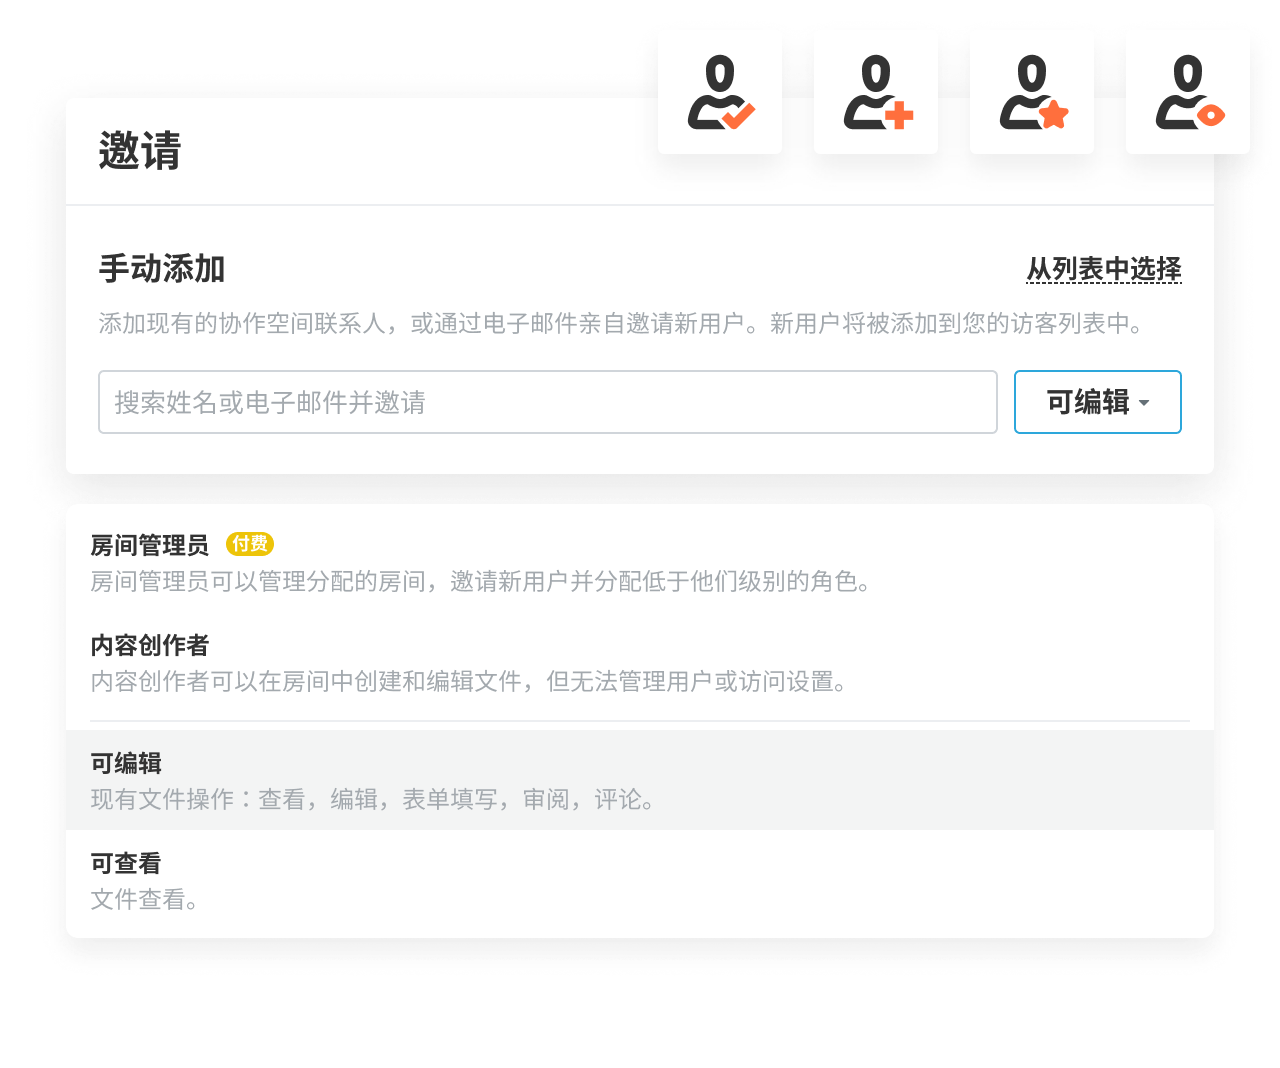 邀请
手动添加
从列表中选择
添加现有的协作空间联系人，或通过电子邮件亲自邀请新用户。新用户将被添加到您的访客列表中。
搜索姓名或电子邮件并邀请
可编辑
房间管理员 付费
房间管理员可以管理分配的房间，邀请新用户并分配低于他们级别的角色。
内容创作者
内容创作者可以在房间中创建和编辑文件，但无法管理用户或访问设置。
可编辑
现有文件操作：查看，编辑，表单填写，审阅，评论。
可查看
文件查看。